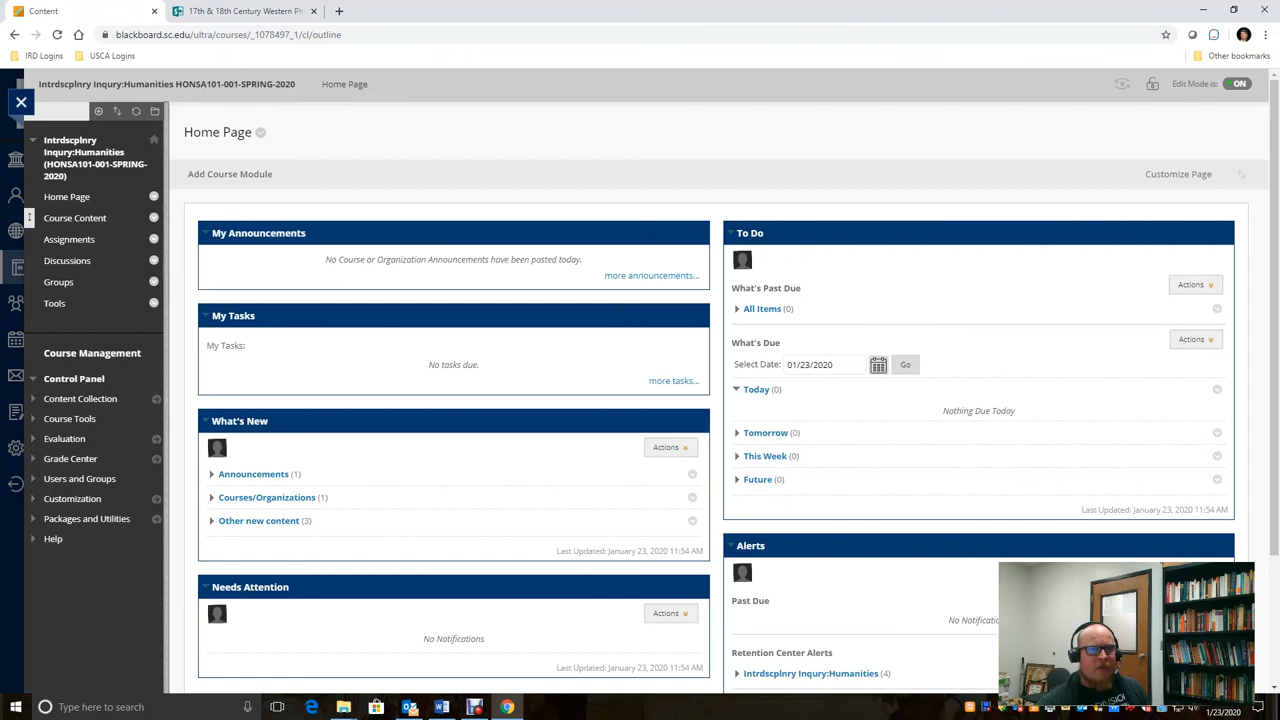 Content
17th & 18th Century Western Ph
blackboard.sc.edu/ultra/courses/_1078497_1/cl/outline
IRD Logins
USCA Logins
Other bookmarks
Intrdscplnry Inqury:Humanities HONSA101-001-SPRING-2020
Home Page
Edit Mode is:
ON
Intrdscplnry
Inqury:Humanities
(HONSA101-001-SPRING-
2020)
Home Page
Course Content
Assignments
Discussions
Groups
Tools
Course Management
Control Panel
Content Collection
Course Tools
Evaluation
Grade Center
Users and Groups
Customization
Packages and Utilities
Help
Home Page
Add Course Module
Customize Page
My Announcements
No Course or Organization Announcements have been posted today.
more announcements...
My Tasks
My Tasks:
No tasks due.
more tasks...
What's New
Actions
Announcements (1)
Courses/Organizations (1)
Other new content (3)
Last Updated: January 23, 2020 11:54 AM
Needs Attention
Actions
No Notifications
Last Updated: January 23, 2020 11:54 AM
To Do
What's Past Due
Actions
All Items (0)
What's Due
Actions
Select Date: 01/23/2020
Go
Today (0)
Nothing Due Today
Tomorrow (0)
This Week (0)
Future (0)
Last Updated: January 23, 2020 11:54 AM
Alerts
Past Due
No
Retention Center Alerts
Intrdscplnry Inqury:Humanities (4)
Type here to search
1/23/2020